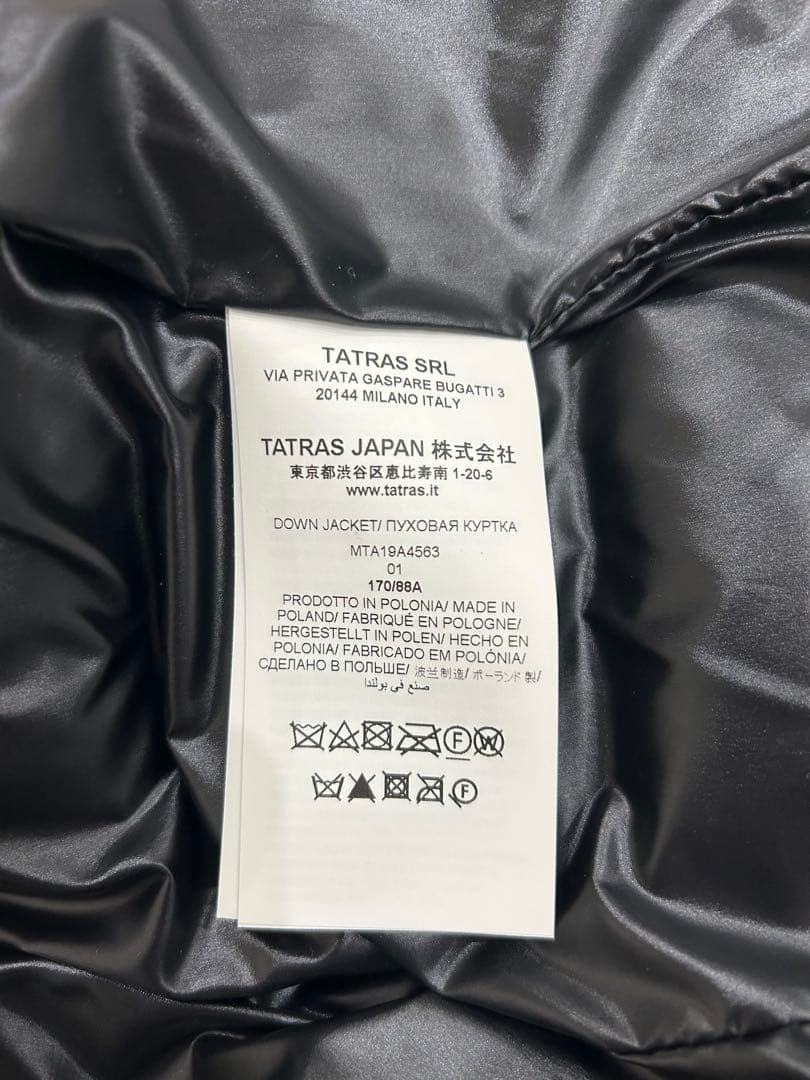 TATRAS SRL
VIA PRIVATA GASPARE BUGATTI 3
20144 MILANO ITALY
TATRAS JAPAN 株式会社
東京都渋谷区恵比寿南 1-20-6
www.tatras.it
DOWN JACKET/ ПУХОВАЯ КУРТКА
MTA19A4563
01
170/88A
PRODOTTO IN POLONIA/ MADE IN
POLAND/ FABRIQUÉ EN POLOGNE/
HERGESTELLT IN POLEN/ HECHO EN
POLONIA/ FABRICADO EM POLÓNIA/
СДЕЛАНО В ПОЛЬШЕ/ 波兰制造/ ポーランド製/
صنع في بولندا
F W
F